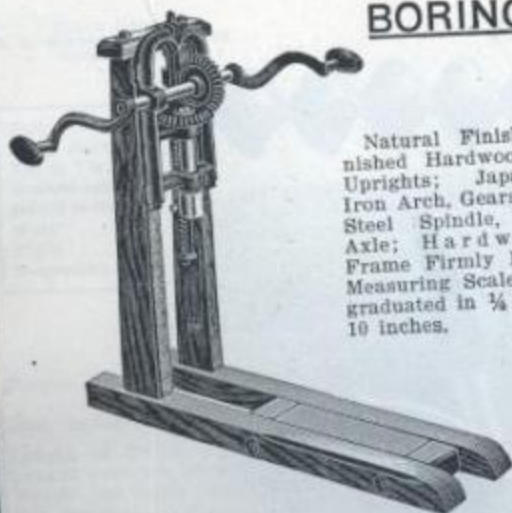 BORING
Natural Finish
nished Hardwoo
Uprights; Japa
Iron Arch, Gears
Steel Spindle,
Axle; Hardw
Frame Firmly
Measuring Scale
graduated in ¼
10 inches.